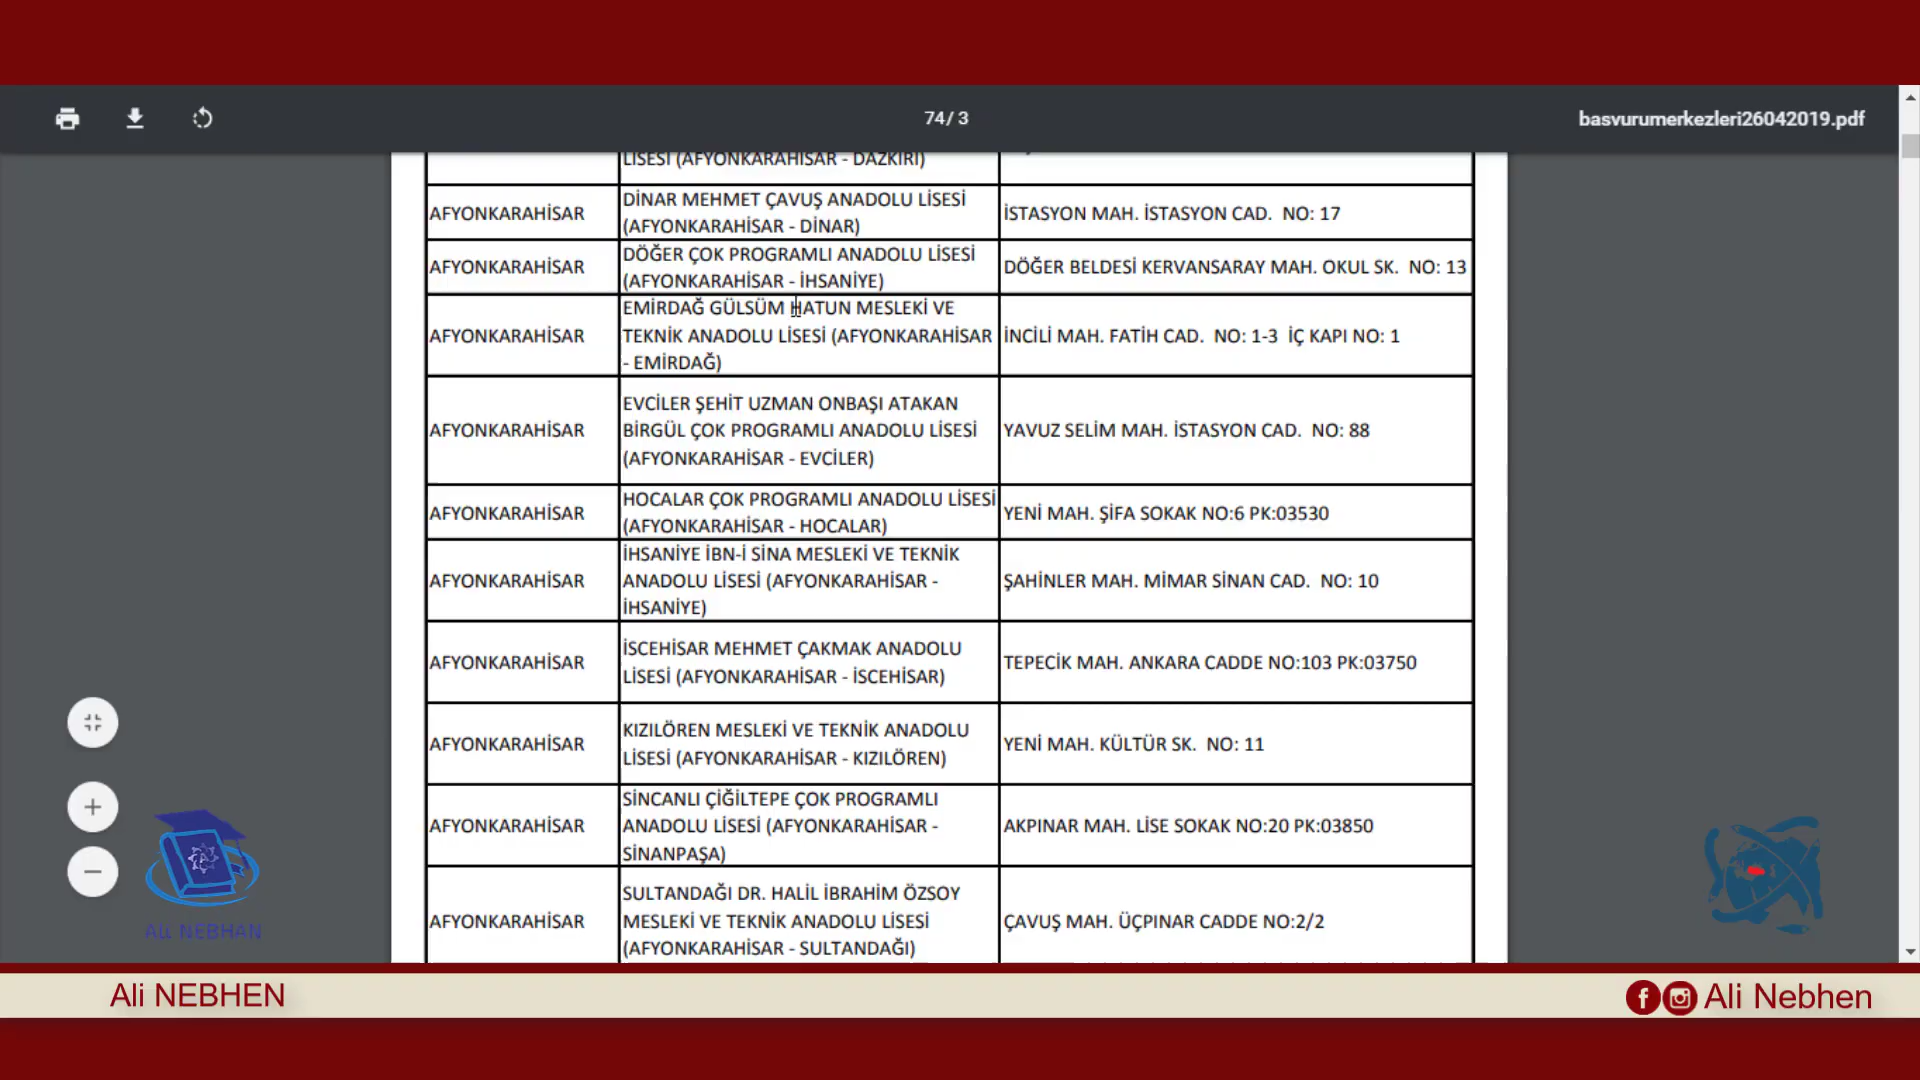 74 / 3
basvurumerkezleri26042019.pdf
LİSESİ (AFYONKARAHİSAR - DAZKIRI)
AFYONKARAHİSAR
DİNAR MEHMET ÇAVUŞ ANADOLU LİSESİ
(AFYONKARAHİSAR - DİNAR)
İSTASYON MAH. İSTASYON CAD.  NO: 17
AFYONKARAHİSAR
DÖĞER ÇOK PROGRAMLI ANADOLU LİSESİ
(AFYONKARAHİSAR - İHSANİYE)
DÖĞER BELDESİ KERVANSARAY MAH. OKUL SK.  NO: 13
AFYONKARAHİSAR
EMİRDAĞ GÜLSÜM HATUN MESLEKİ VE
TEKNİK ANADOLU LİSESİ (AFYONKARAHİSAR
- EMİRDAĞ)
İNCİLİ MAH. FATİH CAD.  NO: 1-3  İÇ KAPI NO: 1
AFYONKARAHİSAR
EVCİLER ŞEHİT UZMAN ONBAŞI ATAKAN
BİRGÜL ÇOK PROGRAMLI ANADOLU LİSESİ
(AFYONKARAHİSAR - EVCİLER)
YAVUZ SELİM MAH. İSTASYON CAD.  NO: 88
AFYONKARAHİSAR
HOCALAR ÇOK PROGRAMLI ANADOLU LİSESİ
(AFYONKARAHİSAR - HOCALAR)
YENİ MAH. ŞİFA SOKAK NO:6 PK:03530
AFYONKARAHİSAR
İHSANİYE İBN-İ SİNA MESLEKİ VE TEKNİK
ANADOLU LİSESİ (AFYONKARAHİSAR -
İHSANİYE)
ŞAHİNLER MAH. MİMAR SİNAN CAD.  NO: 10
AFYONKARAHİSAR
İSCEHİSAR MEHMET ÇAKMAK ANADOLU
LİSESİ (AFYONKARAHİSAR - İSCEHİSAR)
TEPECİK MAH. ANKARA CADDE NO:103 PK:03750
AFYONKARAHİSAR
KIZILÖREN MESLEKİ VE TEKNİK ANADOLU
LİSESİ (AFYONKARAHİSAR - KIZILÖREN)
YENİ MAH. KÜLTÜR SK.  NO: 11
AFYONKARAHİSAR
SİNCANLI ÇİĞİLTEPE ÇOK PROGRAMLI
ANADOLU LİSESİ (AFYONKARAHİSAR -
SİNANPAŞA)
AKPINAR MAH. LİSE SOKAK NO:20 PK:03850
AFYONKARAHİSAR
SULTANDAĞI DR. HALİL İBRAHİM ÖZSOY
MESLEKİ VE TEKNİK ANADOLU LİSESİ
(AFYONKARAHİSAR - SULTANDAĞI)
ÇAVUŞ MAH. ÜÇPINAR CADDE NO:2/2
ALi NEBHAN
Ali NEBHEN
Ali Nebhen